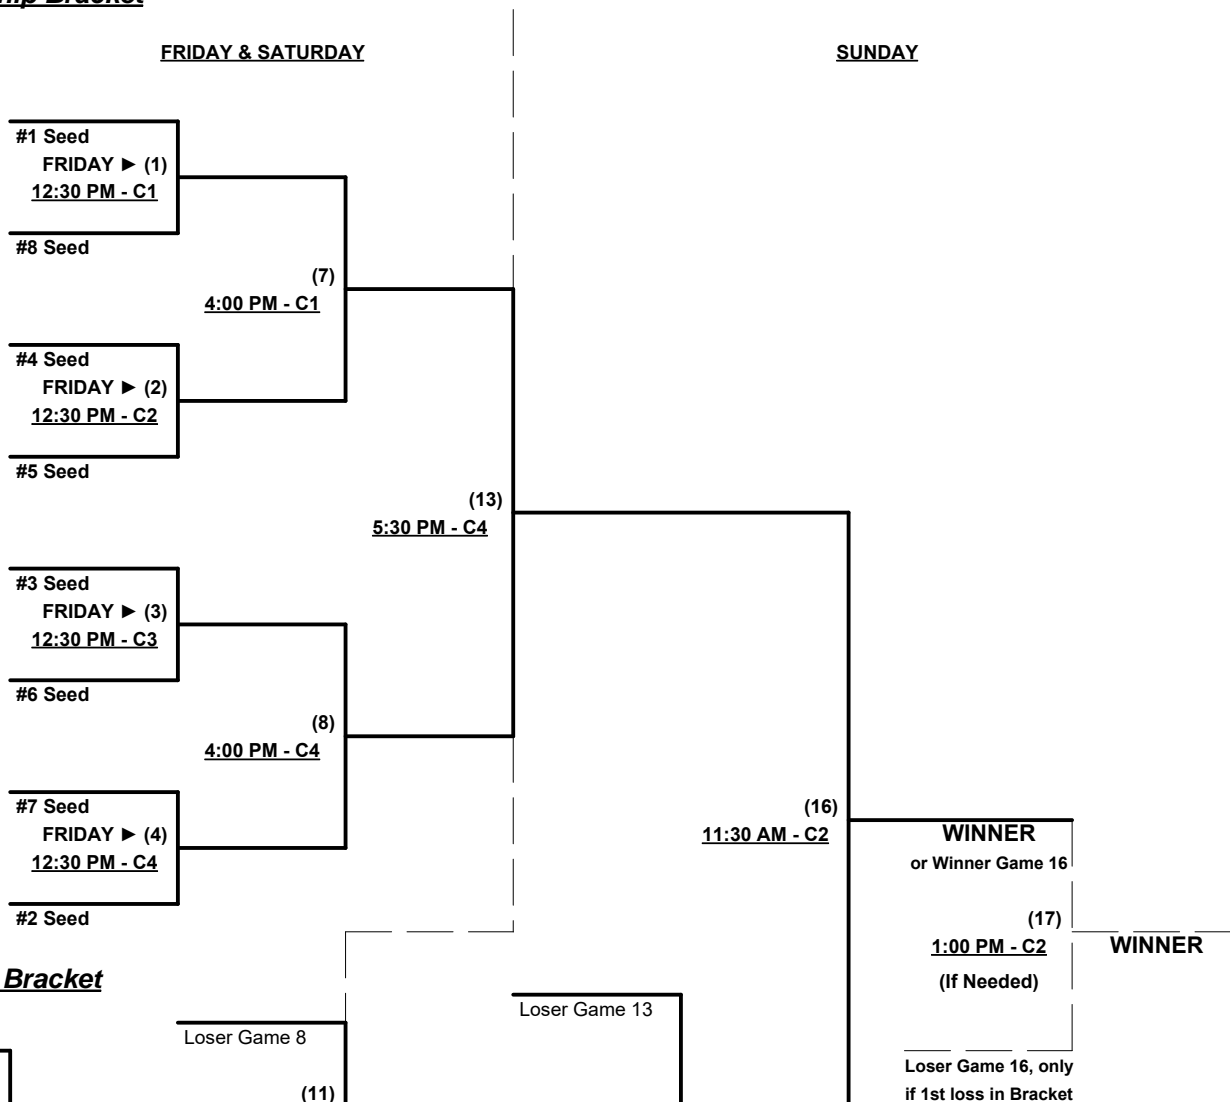 Bracket
FRIDAY & SATURDAY
SUNDAY
#1 Seed
FRIDAY ► (1)
12:30 PM - C1
#8 Seed
(7)
4:00 PM - C1
#4 Seed
FRIDAY ► (2)
12:30 PM - C2
#5 Seed
(13)
5:30 PM - C4
#3 Seed
FRIDAY ► (3)
12:30 PM - C3
#6 Seed
(8)
4:00 PM - C4
#7 Seed
FRIDAY ► (4)
12:30 PM - C4
#2 Seed
(16)
11:30 AM - C2
WINNER
or Winner Game 16
(17)
1:00 PM - C2
WINNER
(If Needed)
Bracket
Loser Game 13
Loser Game 8
(11)
Loser Game 16, only
if 1st loss in Bracket